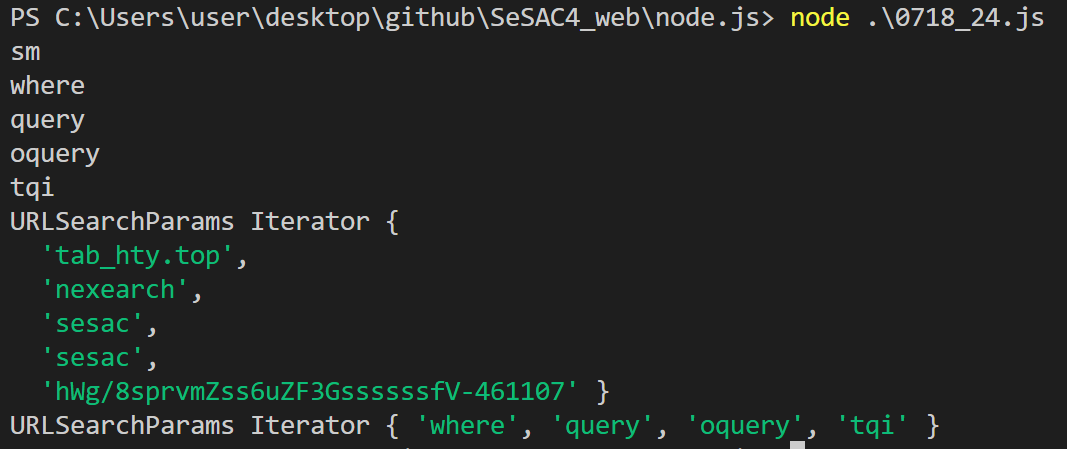 PS C:\Users\user\desktop\github\SeSAC4_web\node.js> node .\0718_24.js
sm
where
query
oquery
tqi
URLSearchParams Iterator {
  'tab_hty.top',
  'nexearch',
  'sesac',
  'sesac',
  'hWg/8sprvmZss6uZF3GssssssfV-461107' }
URLSearchParams Iterator { 'where', 'query', 'oquery', 'tqi' }